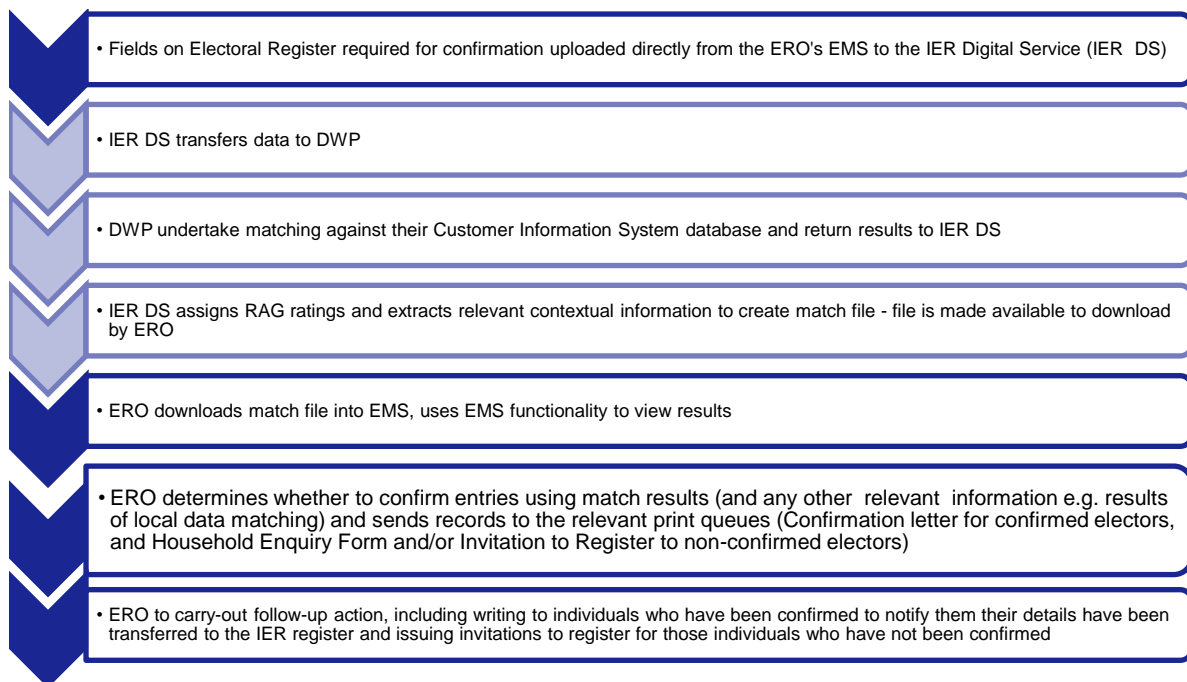 • Fields on Electoral Register required for confirmation uploaded directly from the ERO's EMS to the IER Digital Service (IER DS)
• IER DS transfers data to DWP
• DWP undertake matching against their Customer Information System database and return results to IER DS
• IER DS assigns RAG ratings and extracts relevant contextual information to create match file - file is made available to download
by ERO
• ERO downloads match file into EMS, uses EMS functionality to view results
• ERO determines whether to confirm entries using match results (and any other relevant information e.g. results
of local data matching) and sends records to the relevant print queues (Confirmation letter for confirmed electors,
and Household Enquiry Form and/or Invitation to Register to non-confirmed electors)
• ERO to carry-out follow-up action, including writing to individuals who have been confirmed to notify them their details have been
transferred to the IER register and issuing invitations to register for those individuals who have not been confirmed